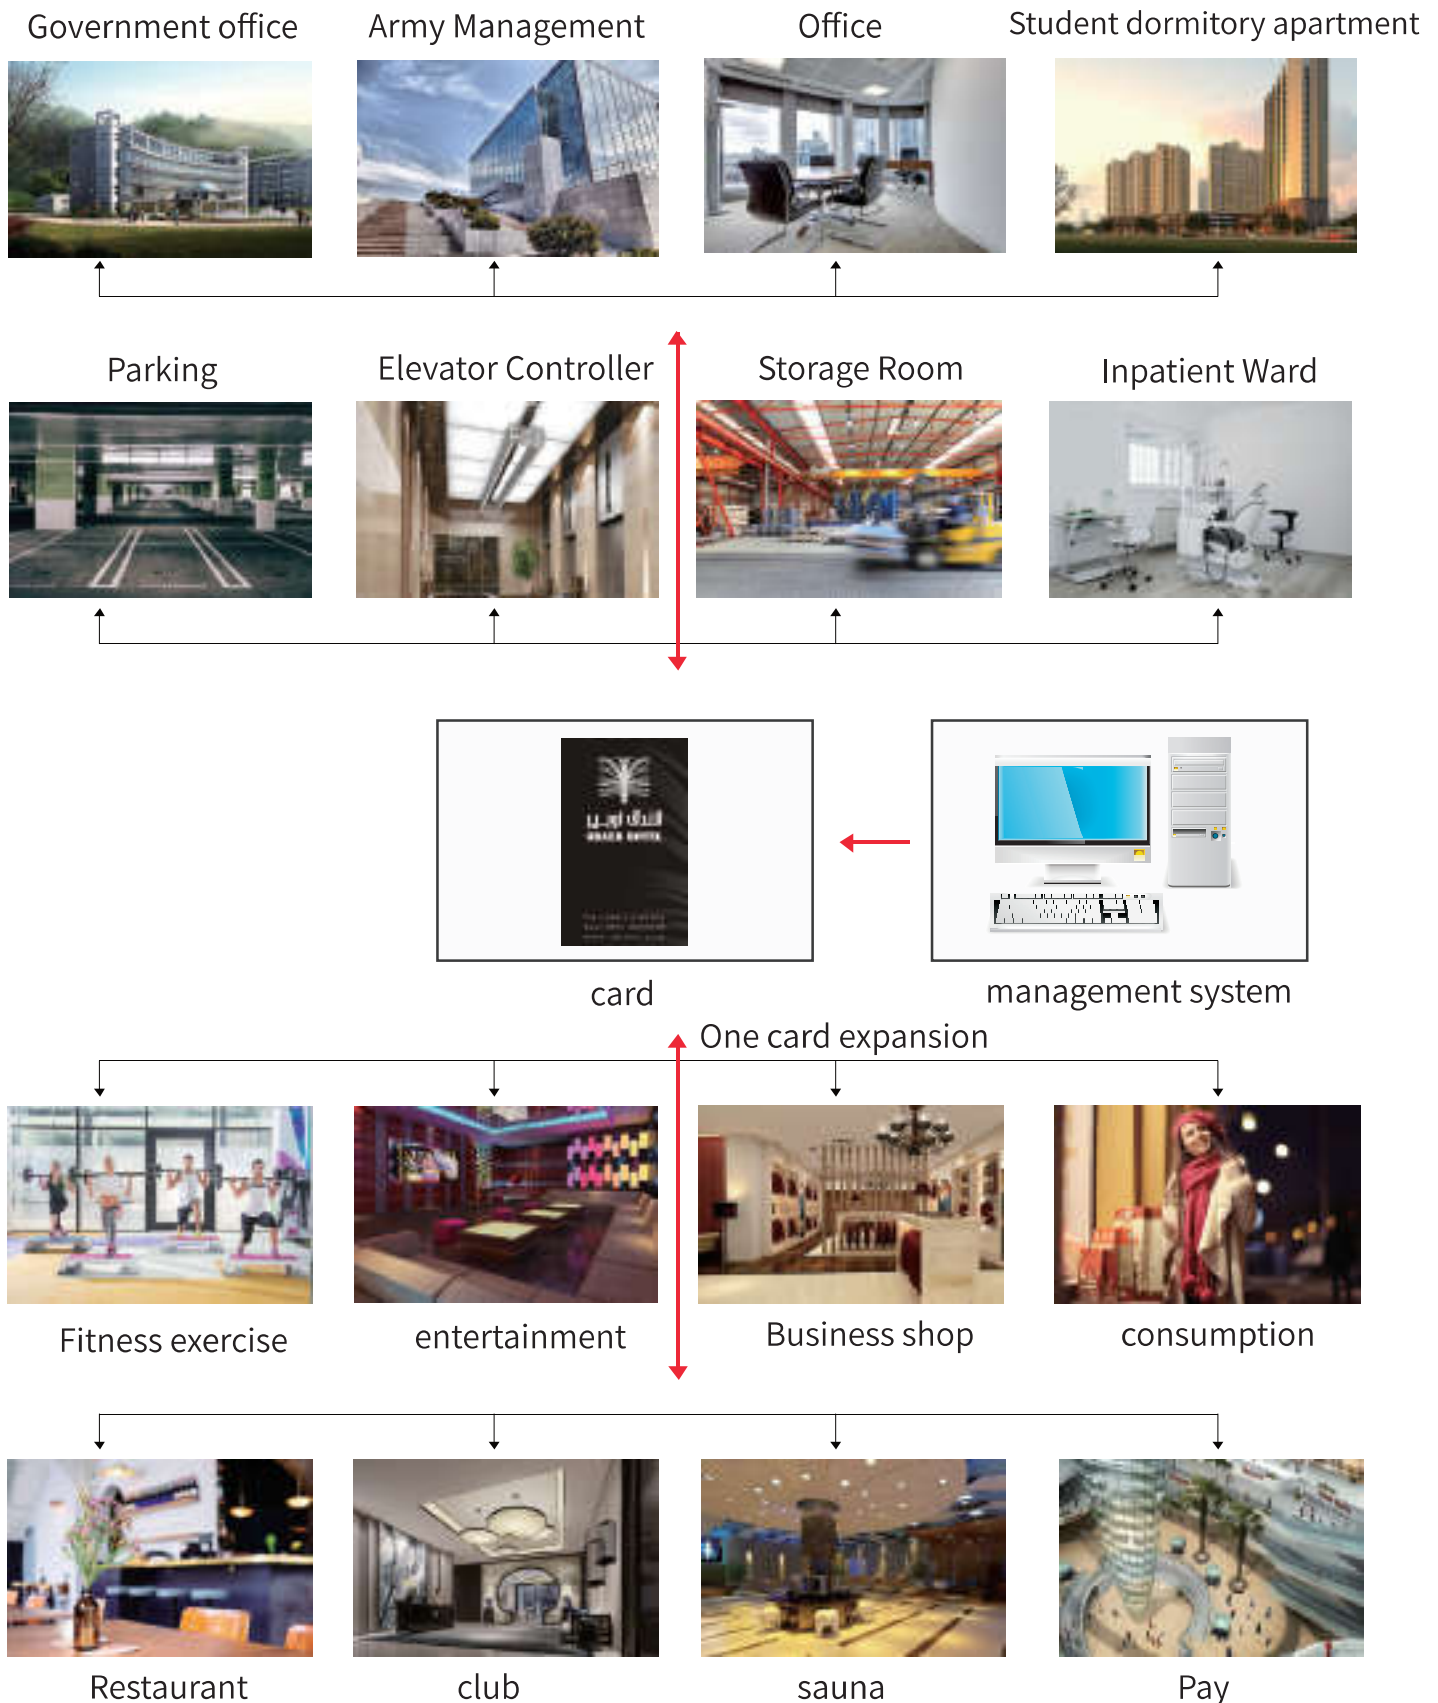 Government office
Army Management
Office
Student dormitory apartment
Parking
Elevator Controller
Storage Room
Inpatient Ward
card
management system
One card expansion
Fitness exercise
entertainment
Business shop
consumption
Restaurant
club
sauna
Pay